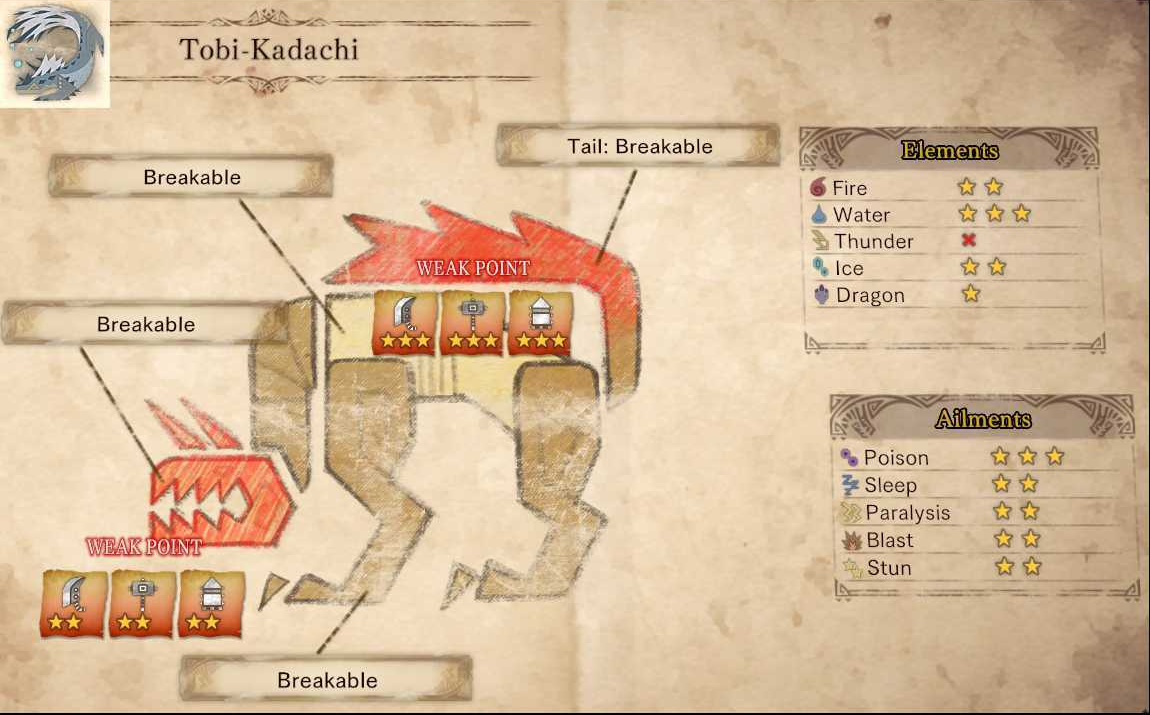 Tobi-Kadachi
Tail: Breakable
Breakable
Breakable
WEAK POINT
WEAK POINT
Breakable
Elements
Fire
Water
Thunder
Ice
Dragon
Ailments
Poison
Sleep
Paralysis
Blast
Stun